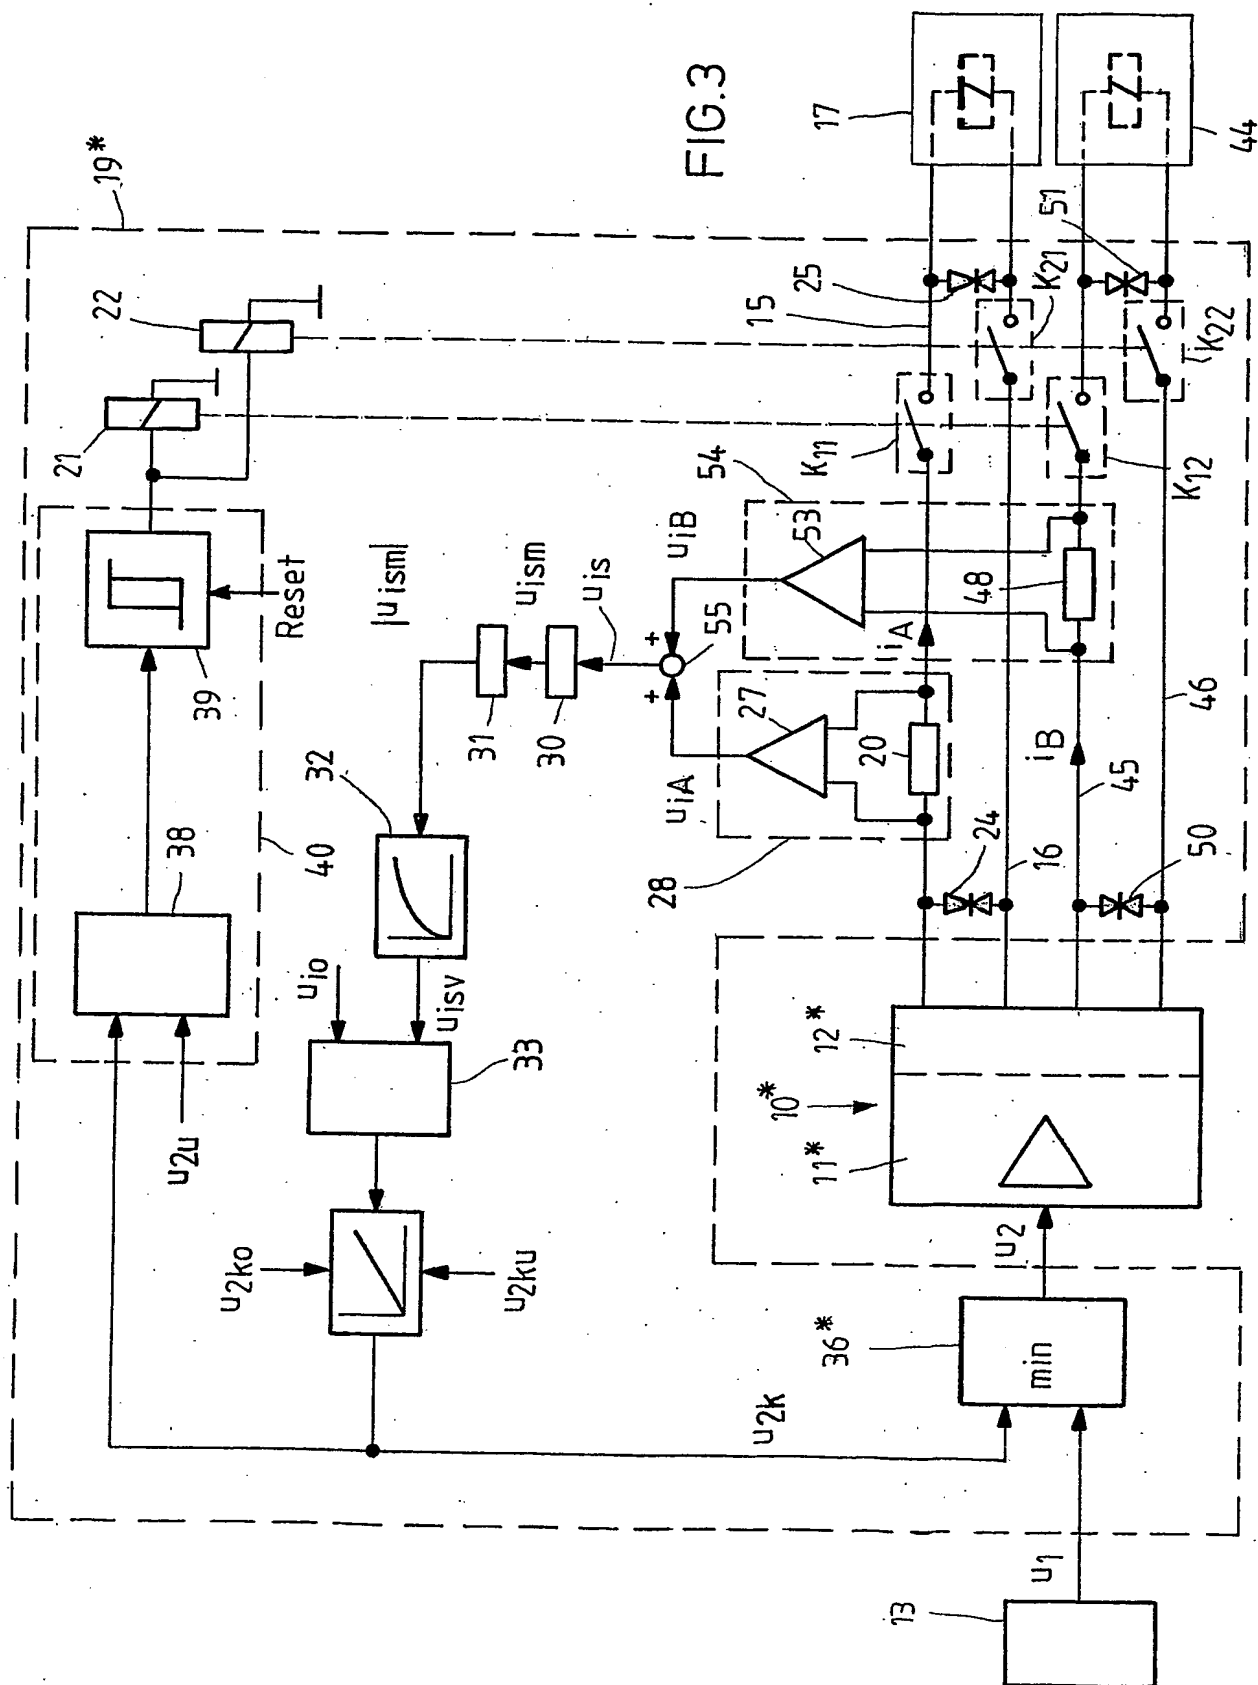 FIG.3
19*
22
21
17
44
15
25
K21
51
K22
K11
K12
54
53
uiB
iA
48
46
55
+
+
27
20
uiA
28
24
16
iB
45
50
Reset
39
38
40
|uism|
uism
uis
31
30
32
uio
uisv
33
u2u
u2ko
u2ku
u2k
12*
10*
11*
u2
36*
min
u1
13